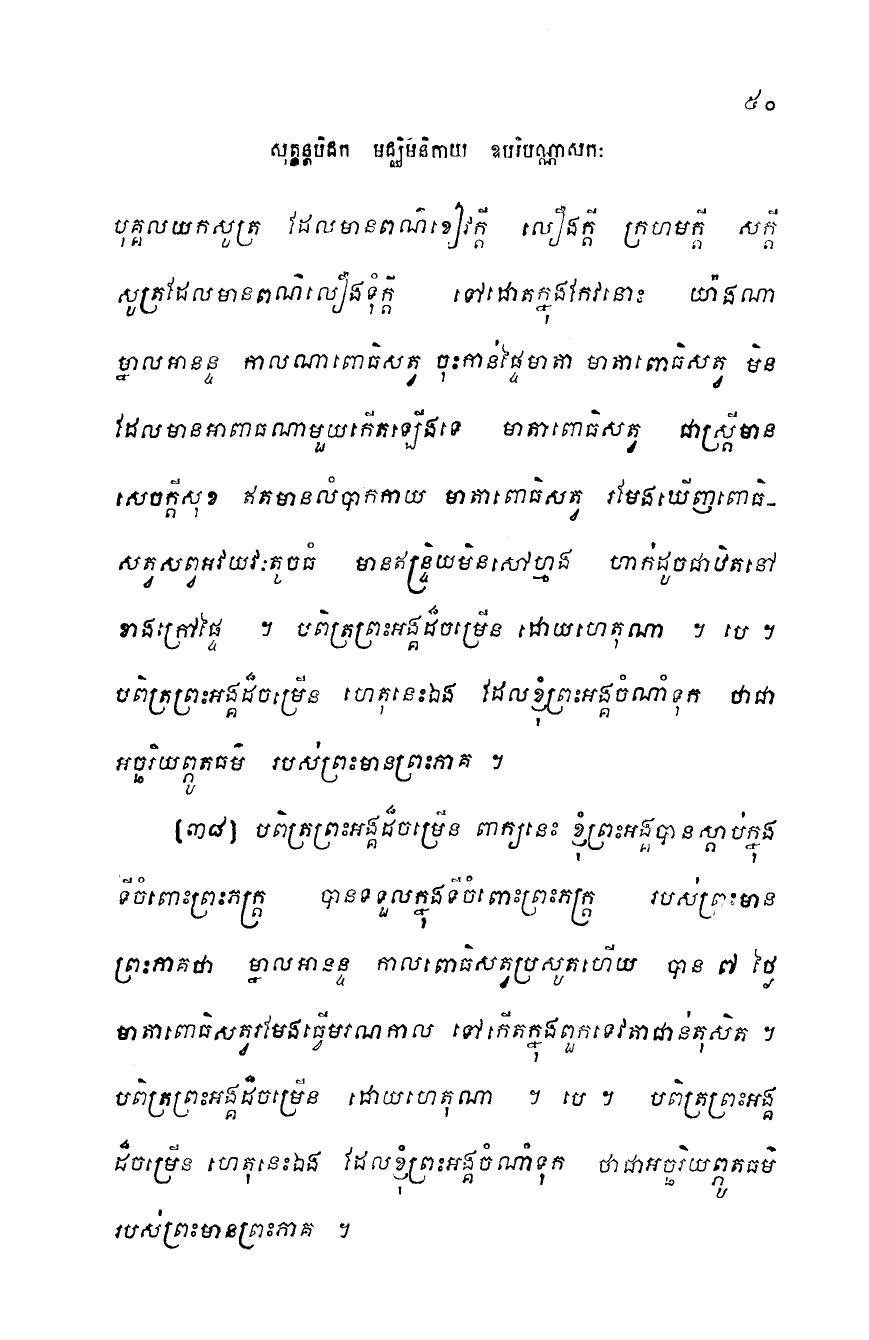 ៥០
សុត្តន្តបិដក មជ្ឈិមនិកាយ ឧបរិបណ្ណាសកៈ
បុគ្គលយកសូត្រ ដែលមានពណ៌ខៀវក្តី លឿងក្តី ក្រហមក្តី សក្តី
សូត្រដែលមានពណ៌លឿងទុំក្តី ទៅដោតក្នុងកែវនោះ យ៉ាងណា
ម្នាលអានន្ទ កាលណាពោធិសត្វ ចុះកាន់ផ្ទៃមាតា មាតាពោធិសត្វ មិន
ដែលមានអាពាធណាមួយកើតឡើងទេ មាតាពោធិសត្វ ជាស្ត្រីមាន
សេចក្តីសុខ ឥតមានលំបាកកាយ មាតាពោធិសត្វ រមែងឃើញពោធិ-
សត្វសព្វអវយវៈតូចធំ មានឥន្ទ្រិយមិនសៅហ្មង ហាក់ដូចជាឋិតនៅ
ខាងក្រៅផ្ទៃ ។ បពិត្រព្រះអង្គដ៏ចម្រើន ដោយហេតុណា ។ បេ ។
បពិត្រព្រះអង្គដ៏ចម្រើន ហេតុនេះឯង ដែលខ្ញុំព្រះអង្គចំណាំទុក ថាជា
អច្ឆរិយព្ភូតធម៌ របស់ព្រះមានព្រះភាគ ។
[៣៨] បពិត្រព្រះអង្គដ៏ចម្រើន ពាក្យនេះ ខ្ញុំព្រះអង្គបានស្តាប់ក្នុង
ទីចំពោះព្រះភក្ត្រ បានទទួលក្នុងទីចំពោះព្រះភក្ត្រ របស់ព្រះមាន
ព្រះភាគថា ម្នាលអានន្ទ កាលពោធិសត្វប្រសូតហើយ បាន ៧ ថ្ងៃ
មាតាពោធិសត្វរមែងធ្វើមរណកាល ទៅកើតក្នុងពួកទេវតាជាន់តុសិត ។
បពិត្រព្រះអង្គដ៏ចម្រើន ដោយហេតុណា ។ បេ ។ បពិត្រព្រះអង្គ
ដ៏ចម្រើន ហេតុនេះឯង ដែលខ្ញុំព្រះអង្គចំណាំទុក ថាជាអច្ឆរិយព្ភូតធម៌
របស់ព្រះមានព្រះភាគ ។